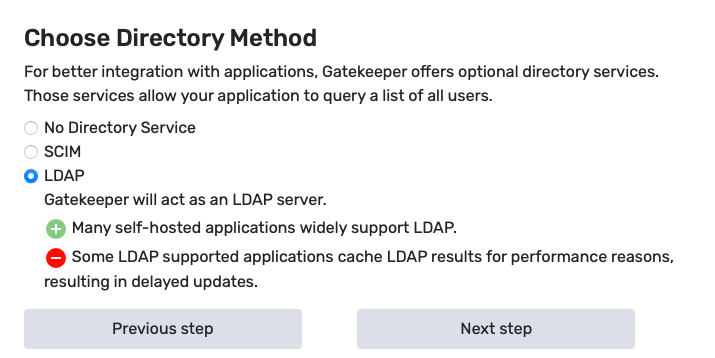 Choose Directory Method
For better integration with applications, Gatekeeper offers optional directory services.
Those services allow your application to query a list of all users.
No Directory Service
SCIM
LDAP
Gatekeeper will act as an LDAP server.
Many self-hosted applications widely support LDAP.
Some LDAP supported applications cache LDAP results for performance reasons,
resulting in delayed updates.
Previous step
Next step